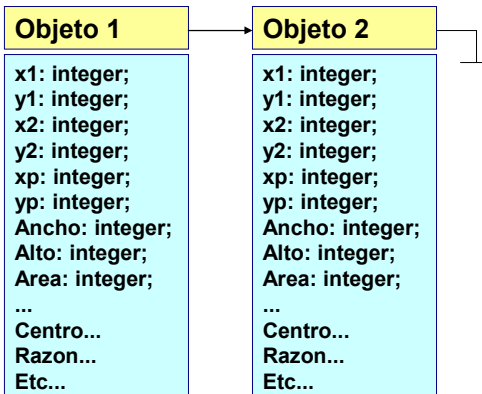 Objeto 1
x1: integer;
y1: integer;
x2: integer;
y2: integer;
xp: integer;
yp: integer;
Ancho: integer;
Alto: integer;
Area: integer;
...
Centro...
Razon...
Etc...
Objeto 2
x1: integer;
y1: integer;
x2: integer;
y2: integer;
xp: integer;
yp: integer;
Ancho: integer;
Alto: integer;
Area: integer;
...
Centro...
Razon...
Etc...